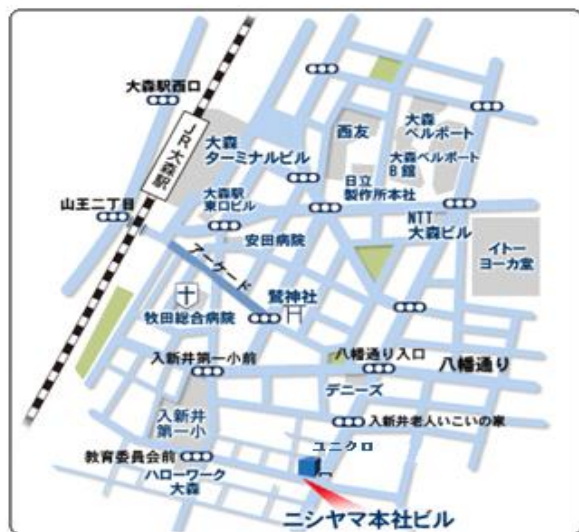 大森駅西口
JR大森駅
大森
ターミナルビル
西友
大森
ベルポート
大森ベルポート
B館
日立
製作所本社
山王二丁目
大森駅
東口ビル
安田病院
NTT
大森ビル
イトー
ヨーカ堂
アーケード
鷲神社
牧田総合病院
入新井第一小前
八幡通り入口
八幡通り
デニーズ
入新井
第一小
入新井老人いこいの家
教育委員会前
ハローワーク
大森
ユニクロ
ニシヤマ本社ビル